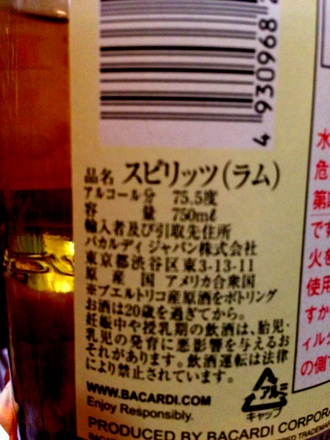 4 930968
品名 スピリッツ(ラム)
アルコール分 75.5度
容 量 750mℓ
輸入者及び引取先住所
バカルディ ジャパン株式会社
東京都渋谷区東3-13-11
原 産 国 アメリカ合衆国
※プエルトリコ産原酒をボトリング
お酒は20歳を過ぎてから。
妊娠中や授乳期の飲酒は、胎児・
乳児の発育に悪影響を与えるお
それがあります。飲酒運転は法律
により禁止されています。
WWW.BACARDI.COM
Enjoy Responsibly.
アルミ
キャップ
PRODUCED BY BACARDI CORPORA
水
危
第
です
火を
使用
すか
ィルタ
の側す